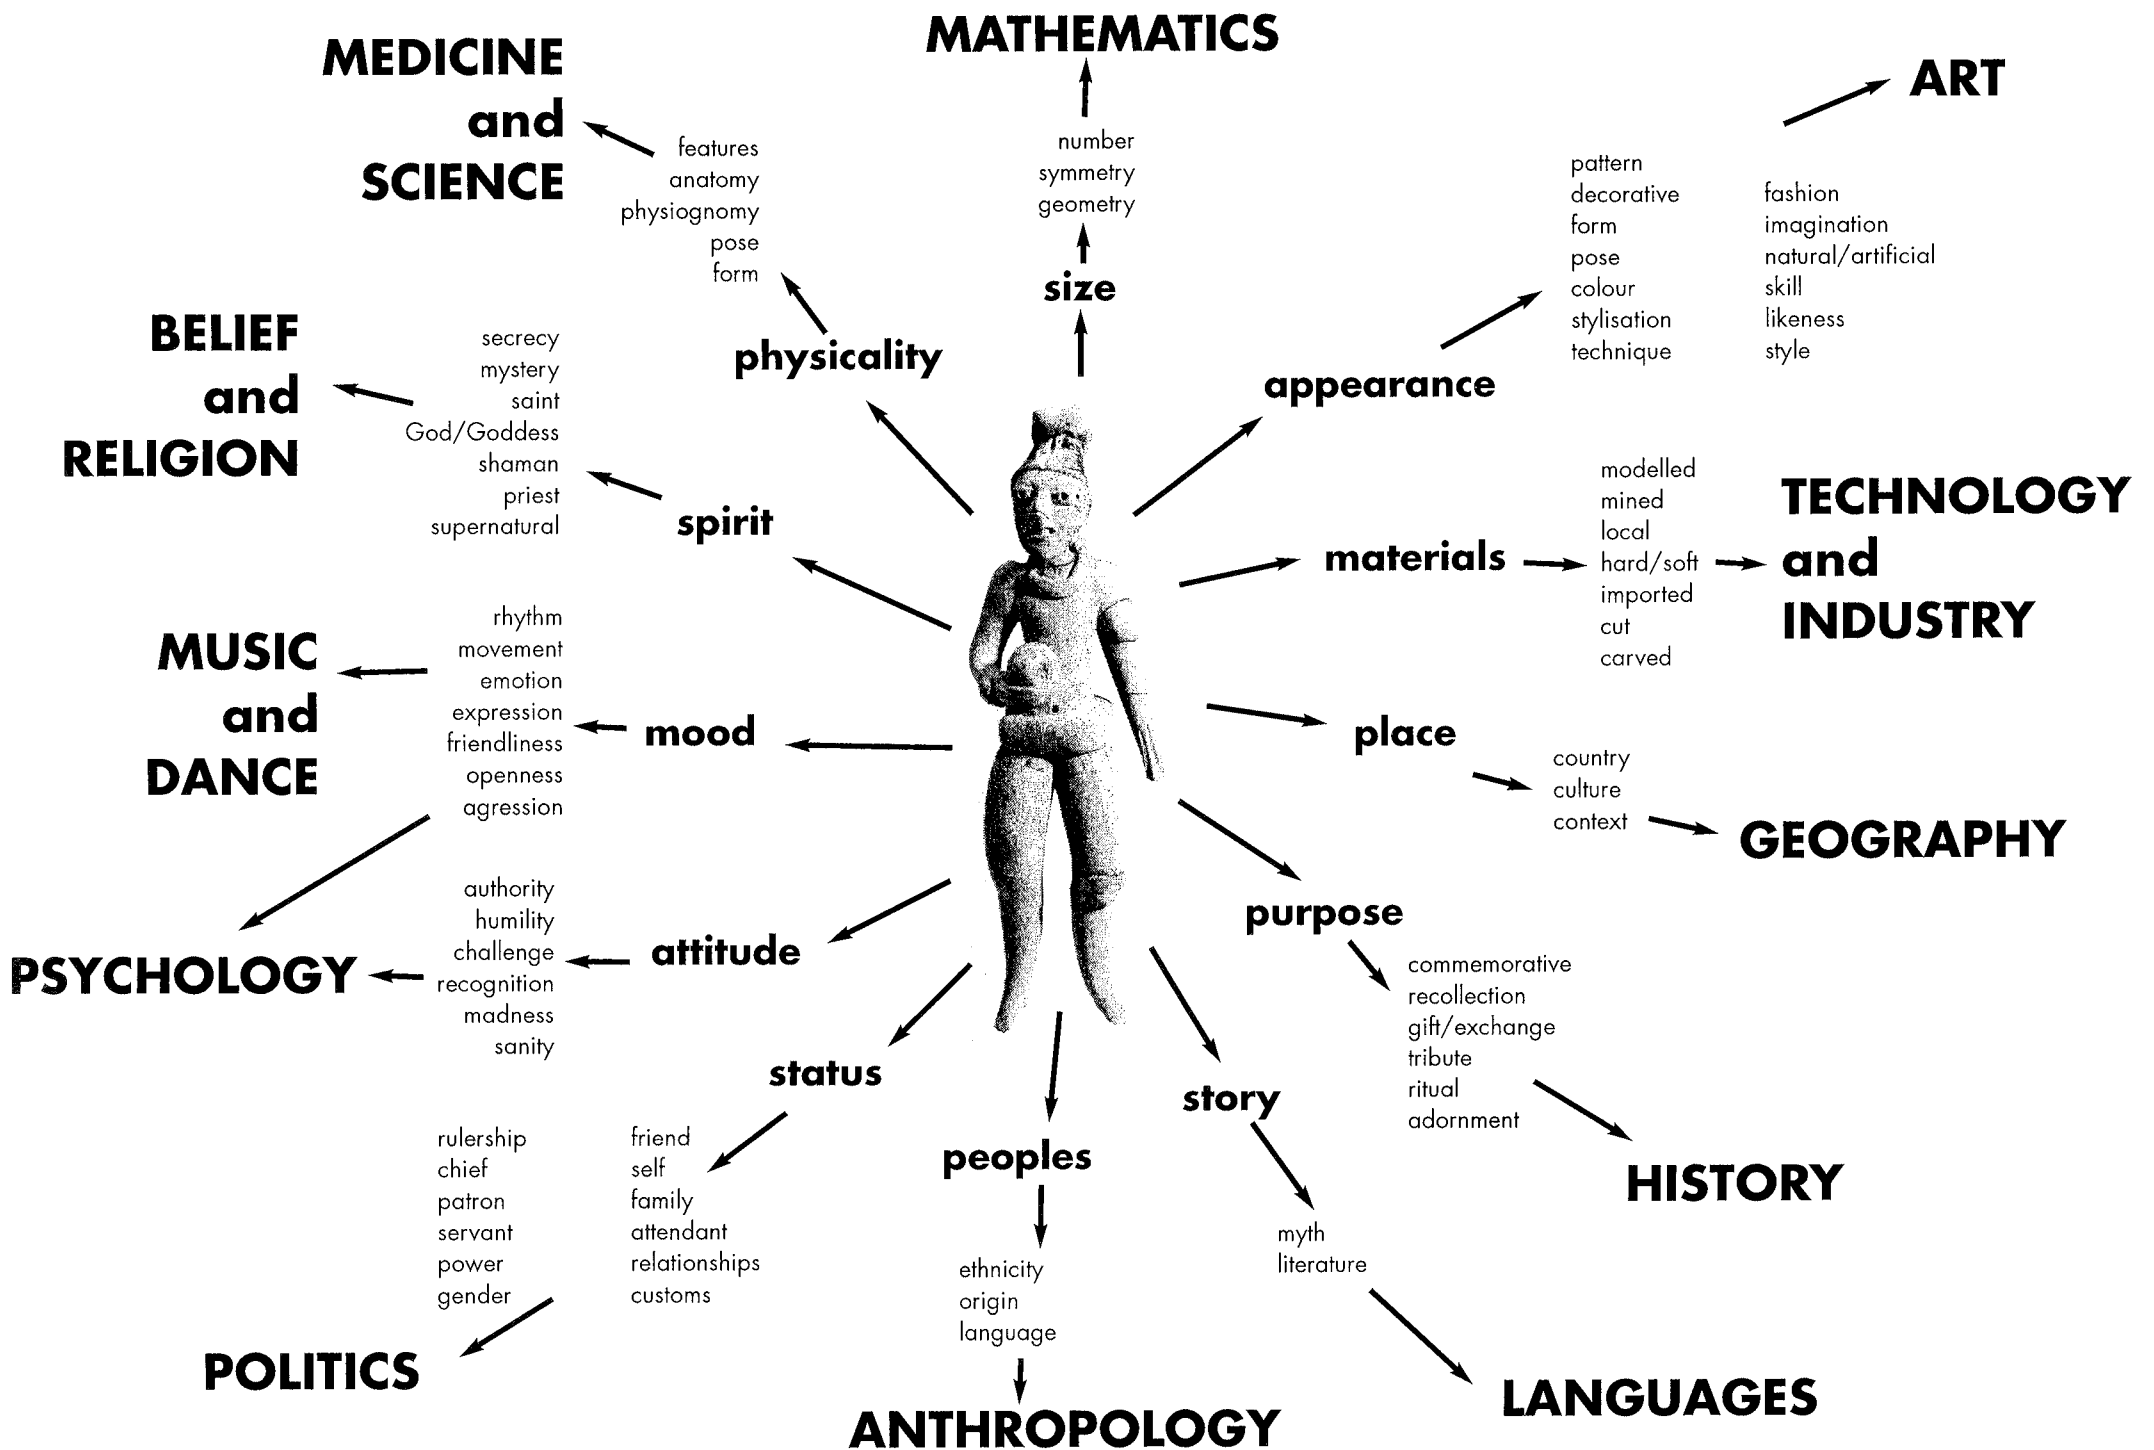 MATHEMATICS
number
symmetry
geometry
size
MEDICINE
and
SCIENCE
features
anatomy
physiognomy
pose
form
physicality
ART
pattern
decorative
form
pose
colour
stylisation
technique
fashion
imagination
natural/artificial
skill
likeness
style
appearance
BELIEF
and
RELIGION
secrecy
mystery
saint
God/Goddess
shaman
priest
supernatural
spirit
materials
modelled
mined
local
hard/soft
imported
cut
carved
TECHNOLOGY
and
INDUSTRY
MUSIC
and
DANCE
rhythm
movement
emotion
expression
friendliness
openness
agression
mood
place
country
culture
context
GEOGRAPHY
PSYCHOLOGY
authority
humility
challenge
recognition
madness
sanity
attitude
purpose
commemorative
recollection
gift/exchange
tribute
ritual
adornment
HISTORY
status
rulership
chief
patron
servant
power
gender
friend
self
family
attendant
relationships
customs
POLITICS
peoples
ethnicity
origin
language
ANTHROPOLOGY
story
myth
literature
LANGUAGES